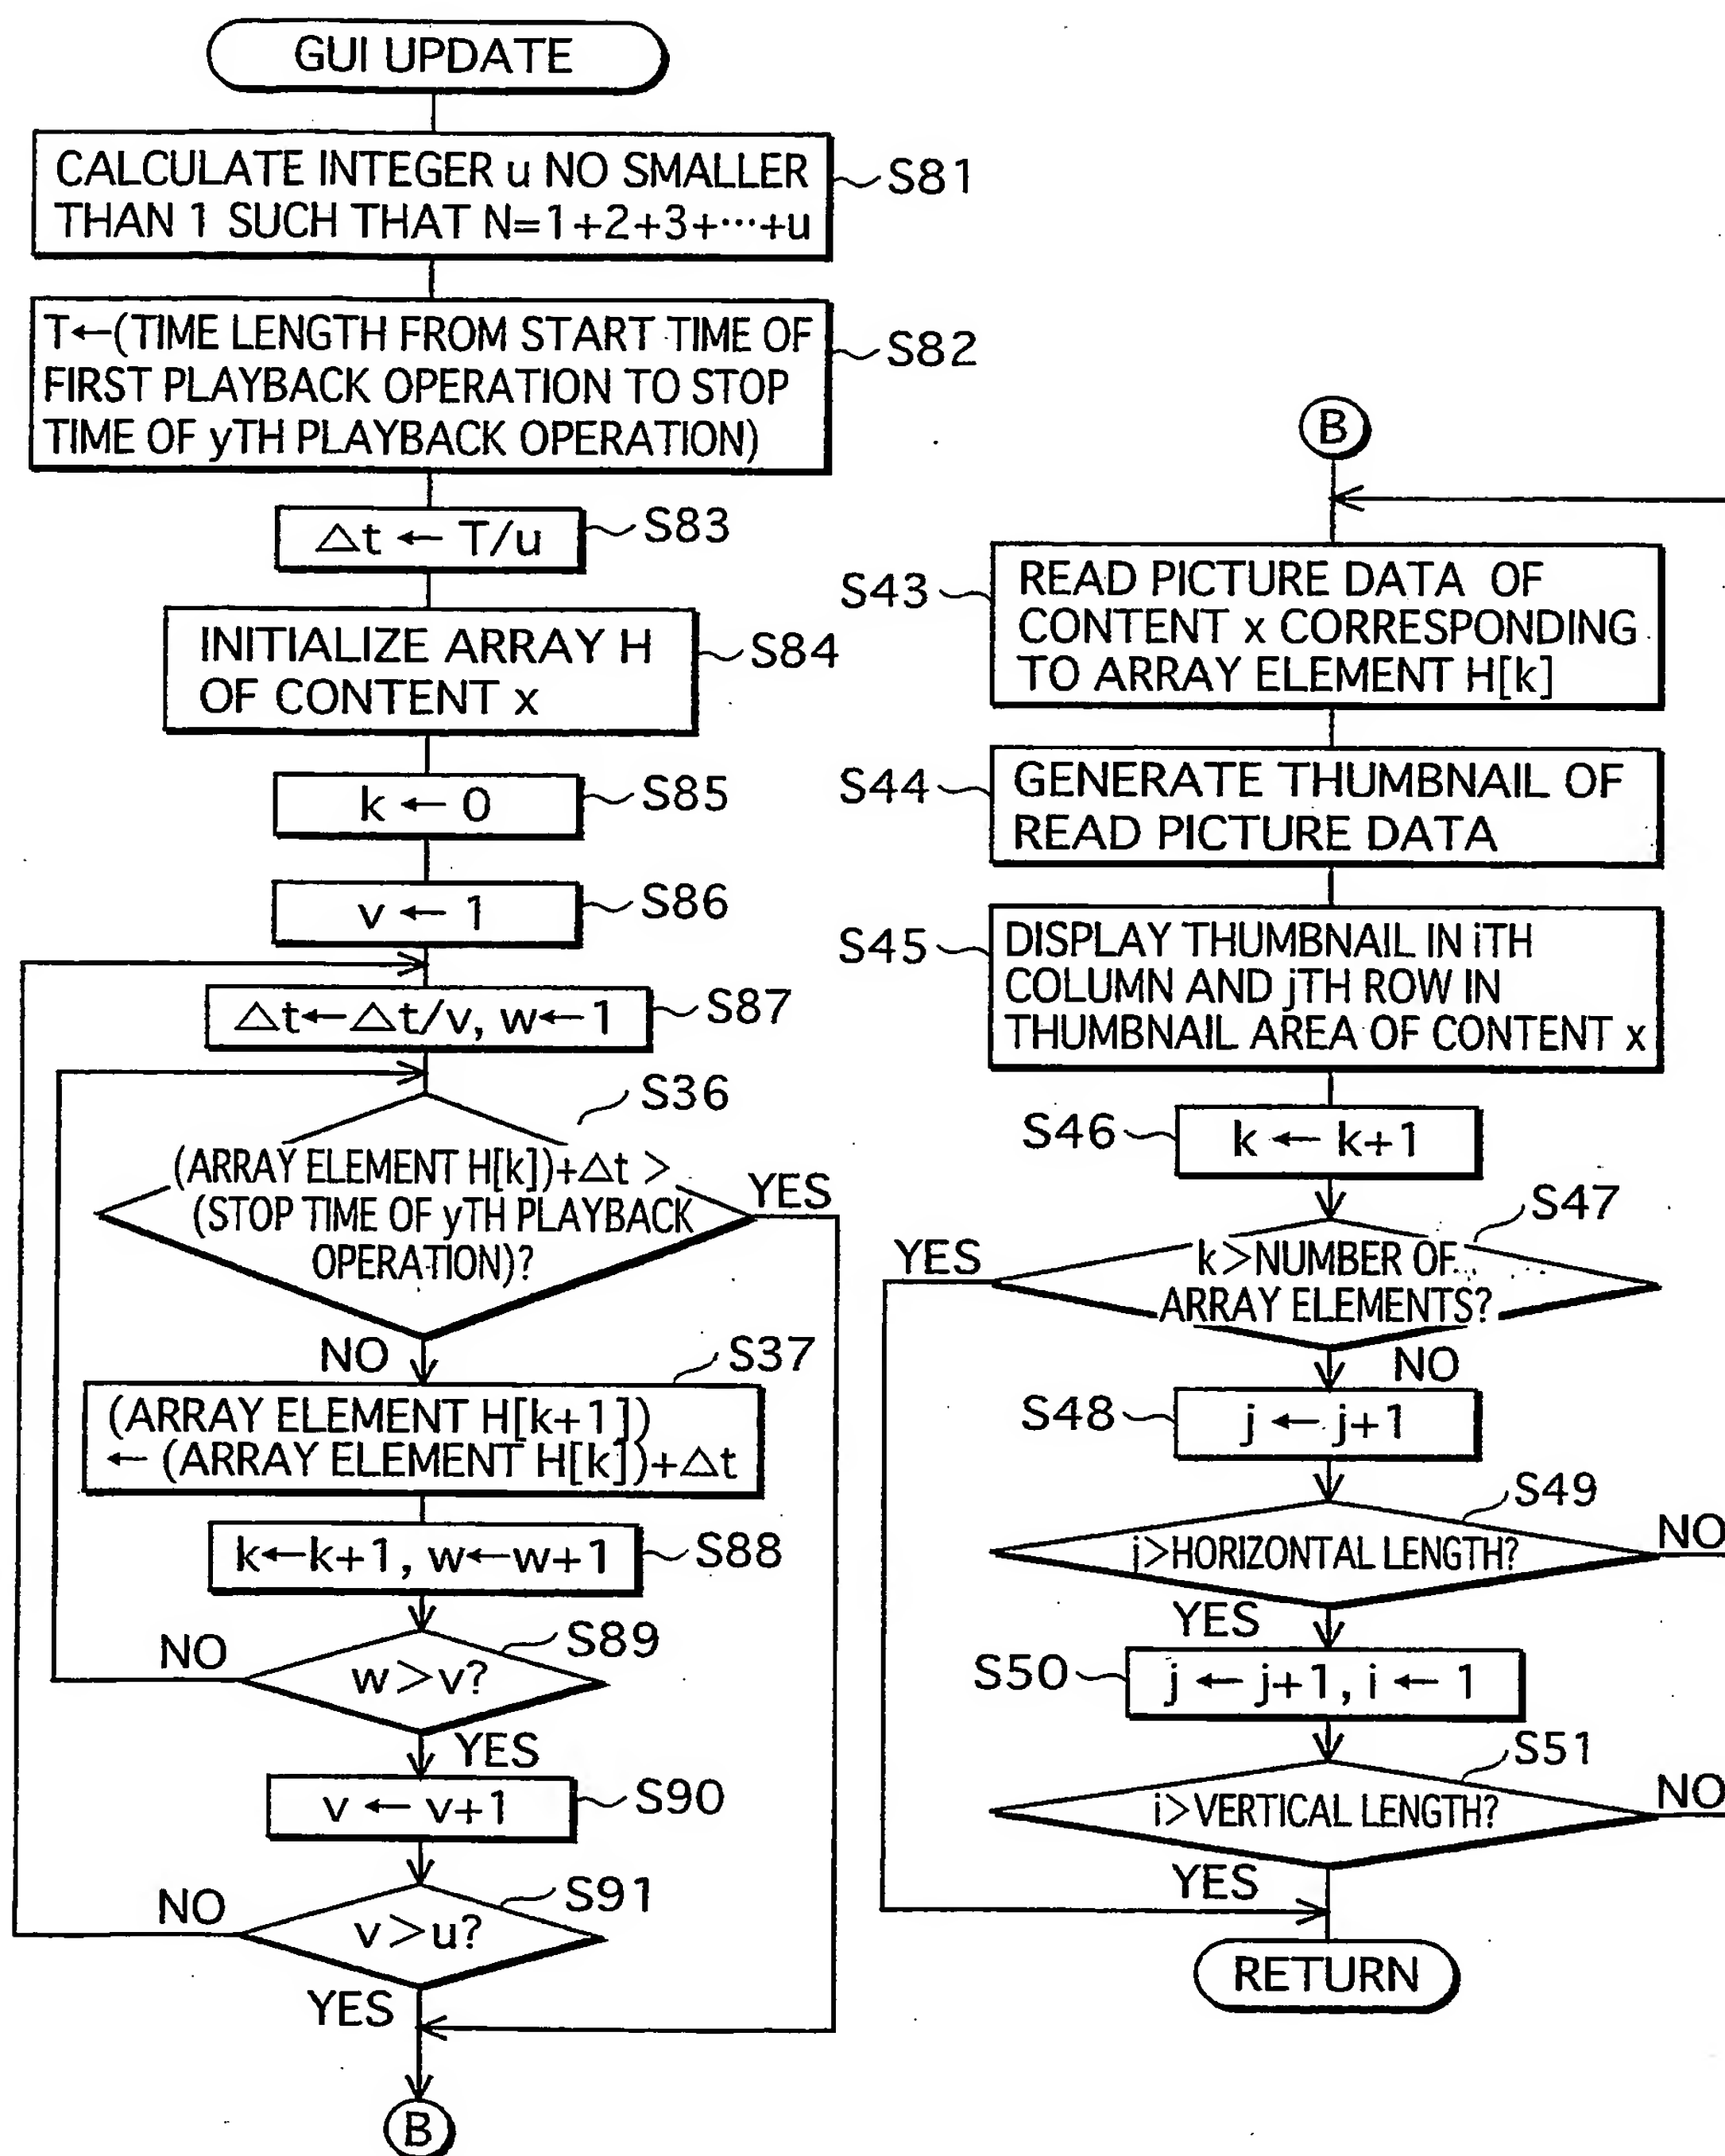 GUI UPDATE
CALCULATE INTEGER u NO SMALLER
THAN 1 SUCH THAT N=1+2+3+···+u
S81
T←(TIME LENGTH FROM START TIME OF
FIRST PLAYBACK OPERATION TO STOP
TIME OF yTH PLAYBACK OPERATION)
S82
△t ← T/u
S83
INITIALIZE ARRAY H
OF CONTENT x
S84
k ← 0
S85
v ← 1
S86
△t←△t/v, w←1
S87
S36
(ARRAY ELEMENT H[k])+△t >
(STOP TIME OF yTH PLAYBACK
OPERATION)?
YES
NO
S37
(ARRAY ELEMENT H[k+1])
← (ARRAY ELEMENT H[k])+△t
k←k+1, w←w+1
S88
S89
NO
w>v?
YES
v ← v+1
S90
S91
NO
v>u?
YES
B
B
S43
READ PICTURE DATA OF
CONTENT x CORRESPONDING
TO ARRAY ELEMENT H[k]
S44
GENERATE THUMBNAIL OF
READ PICTURE DATA
S45
DISPLAY THUMBNAIL IN iTH
COLUMN AND jTH ROW IN
THUMBNAIL AREA OF CONTENT x
S46
k ← k+1
S47
YES
k>NUMBER OF
ARRAY ELEMENTS?
NO
S48
j ← j+1
S49
j>HORIZONTAL LENGTH?
NO
YES
S50
j ← j+1, i ← 1
S51
i>VERTICAL LENGTH?
NO
YES
RETURN